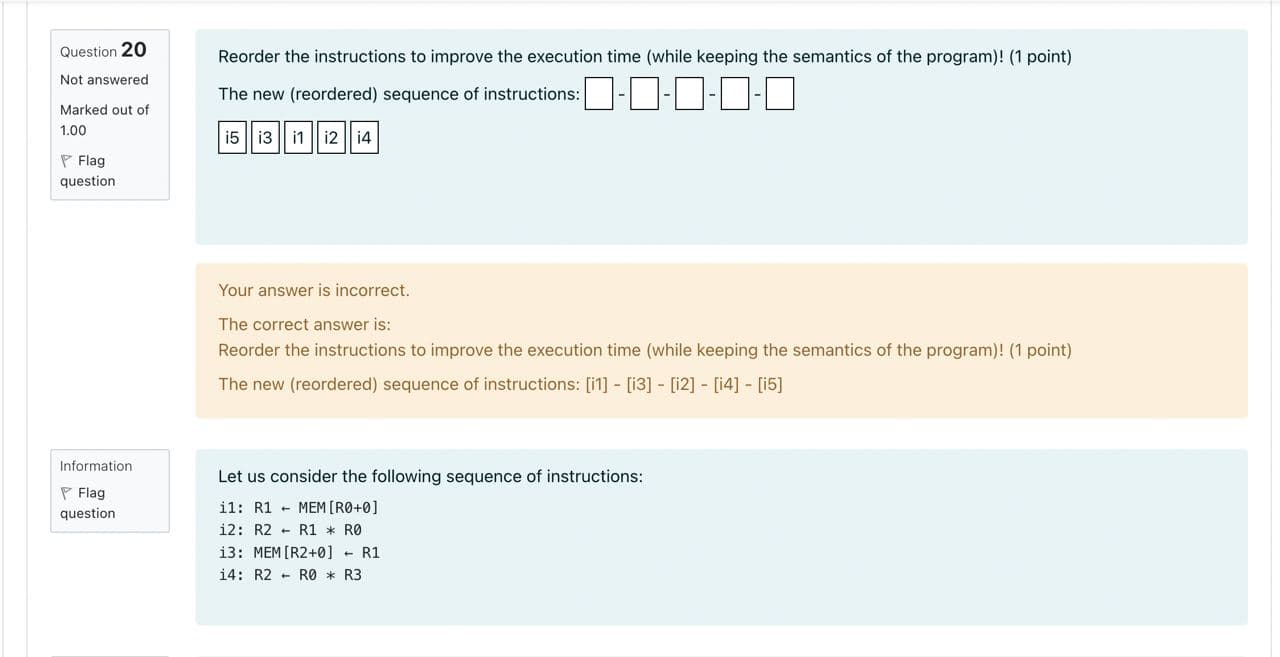 Question 20
Not answered
Marked out of
1.00
Flag
question
Reorder the instructions to improve the execution time (while keeping the semantics of the program)! (1 point)
The new (reordered) sequence of instructions: - - - -
i5 i3 i1 i2 i4
Your answer is incorrect.
The correct answer is:
Reorder the instructions to improve the execution time (while keeping the semantics of the program)! (1 point)
The new (reordered) sequence of instructions: [i1] - [i3] - [i2] - [i4] - [i5]
Information
Flag
question
Let us consider the following sequence of instructions:
i1: R1 ← MEM[R0+0]
i2: R2 ← R1 * R0
i3: MEM[R2+0] ← R1
i4: R2 ← R0 * R3